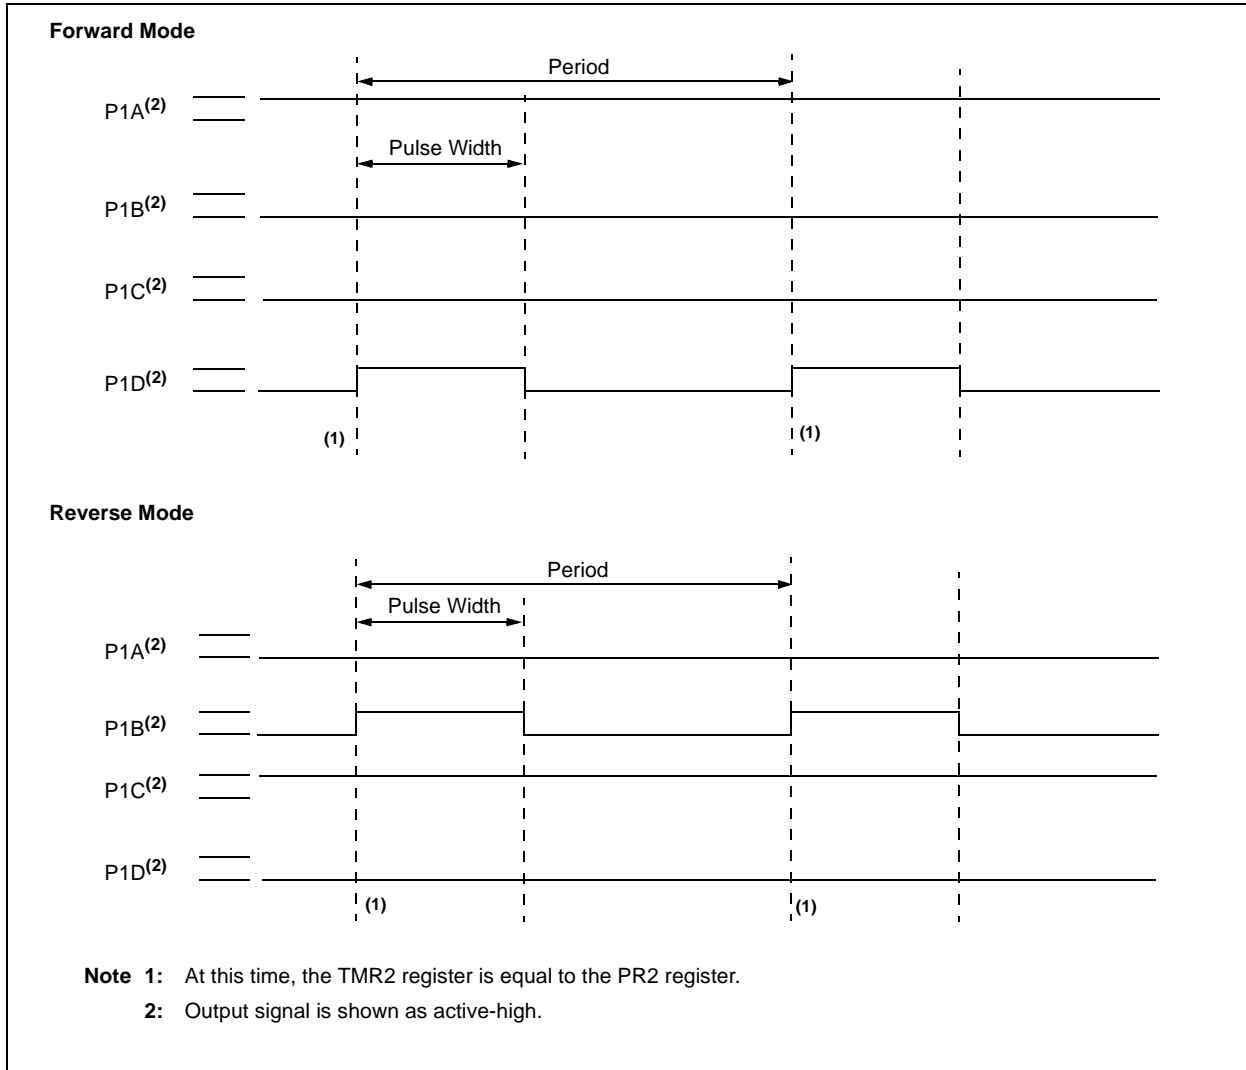 Forward Mode
Period
P1A(2)
Pulse Width
P1B(2)
P1C(2)
P1D(2)
(1)
(1)
Reverse Mode
Period
Pulse Width
P1A(2)
P1B(2)
P1C(2)
P1D(2)
(1)
(1)
Note 1: At this time, the TMR2 register is equal to the PR2 register.
2: Output signal is shown as active-high.